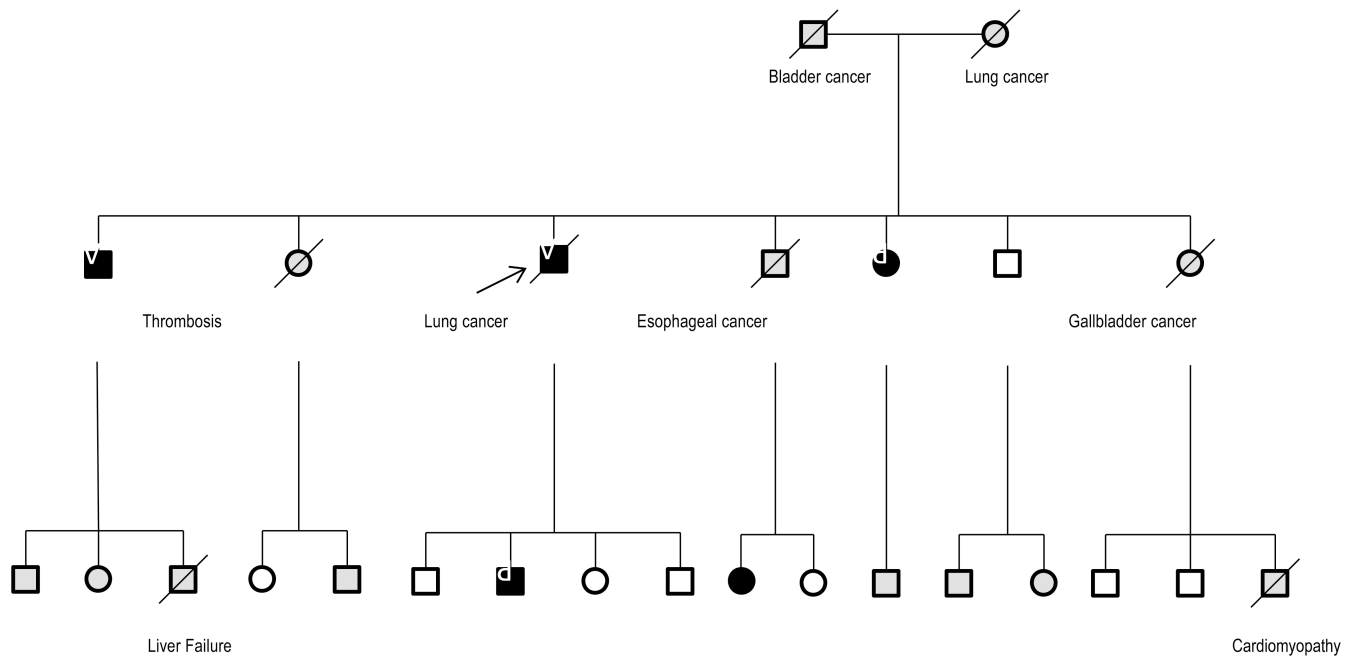 Bladder cancer
Lung cancer
Thrombosis
Lung cancer
Esophageal cancer
Gallbladder cancer
Liver Failure
Cardiomyopathy